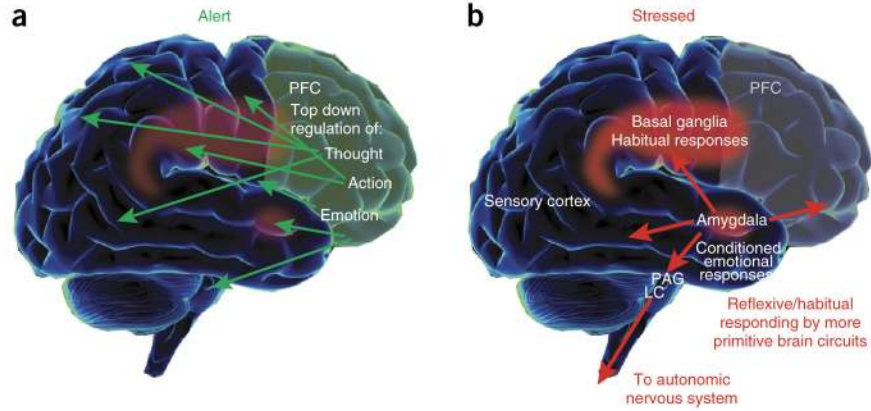 a
Alert
PFC
Top down
regulation of:
Thought
Action
Emotion
b
Stressed
PFC
Basal ganglia
Habitual responses
Sensory cortex
Amygdala
Conditioned
emotional
responses
PAG
LC
Reflexive/habitual
responding by more
primitive brain circuits
To autonomic
nervous system